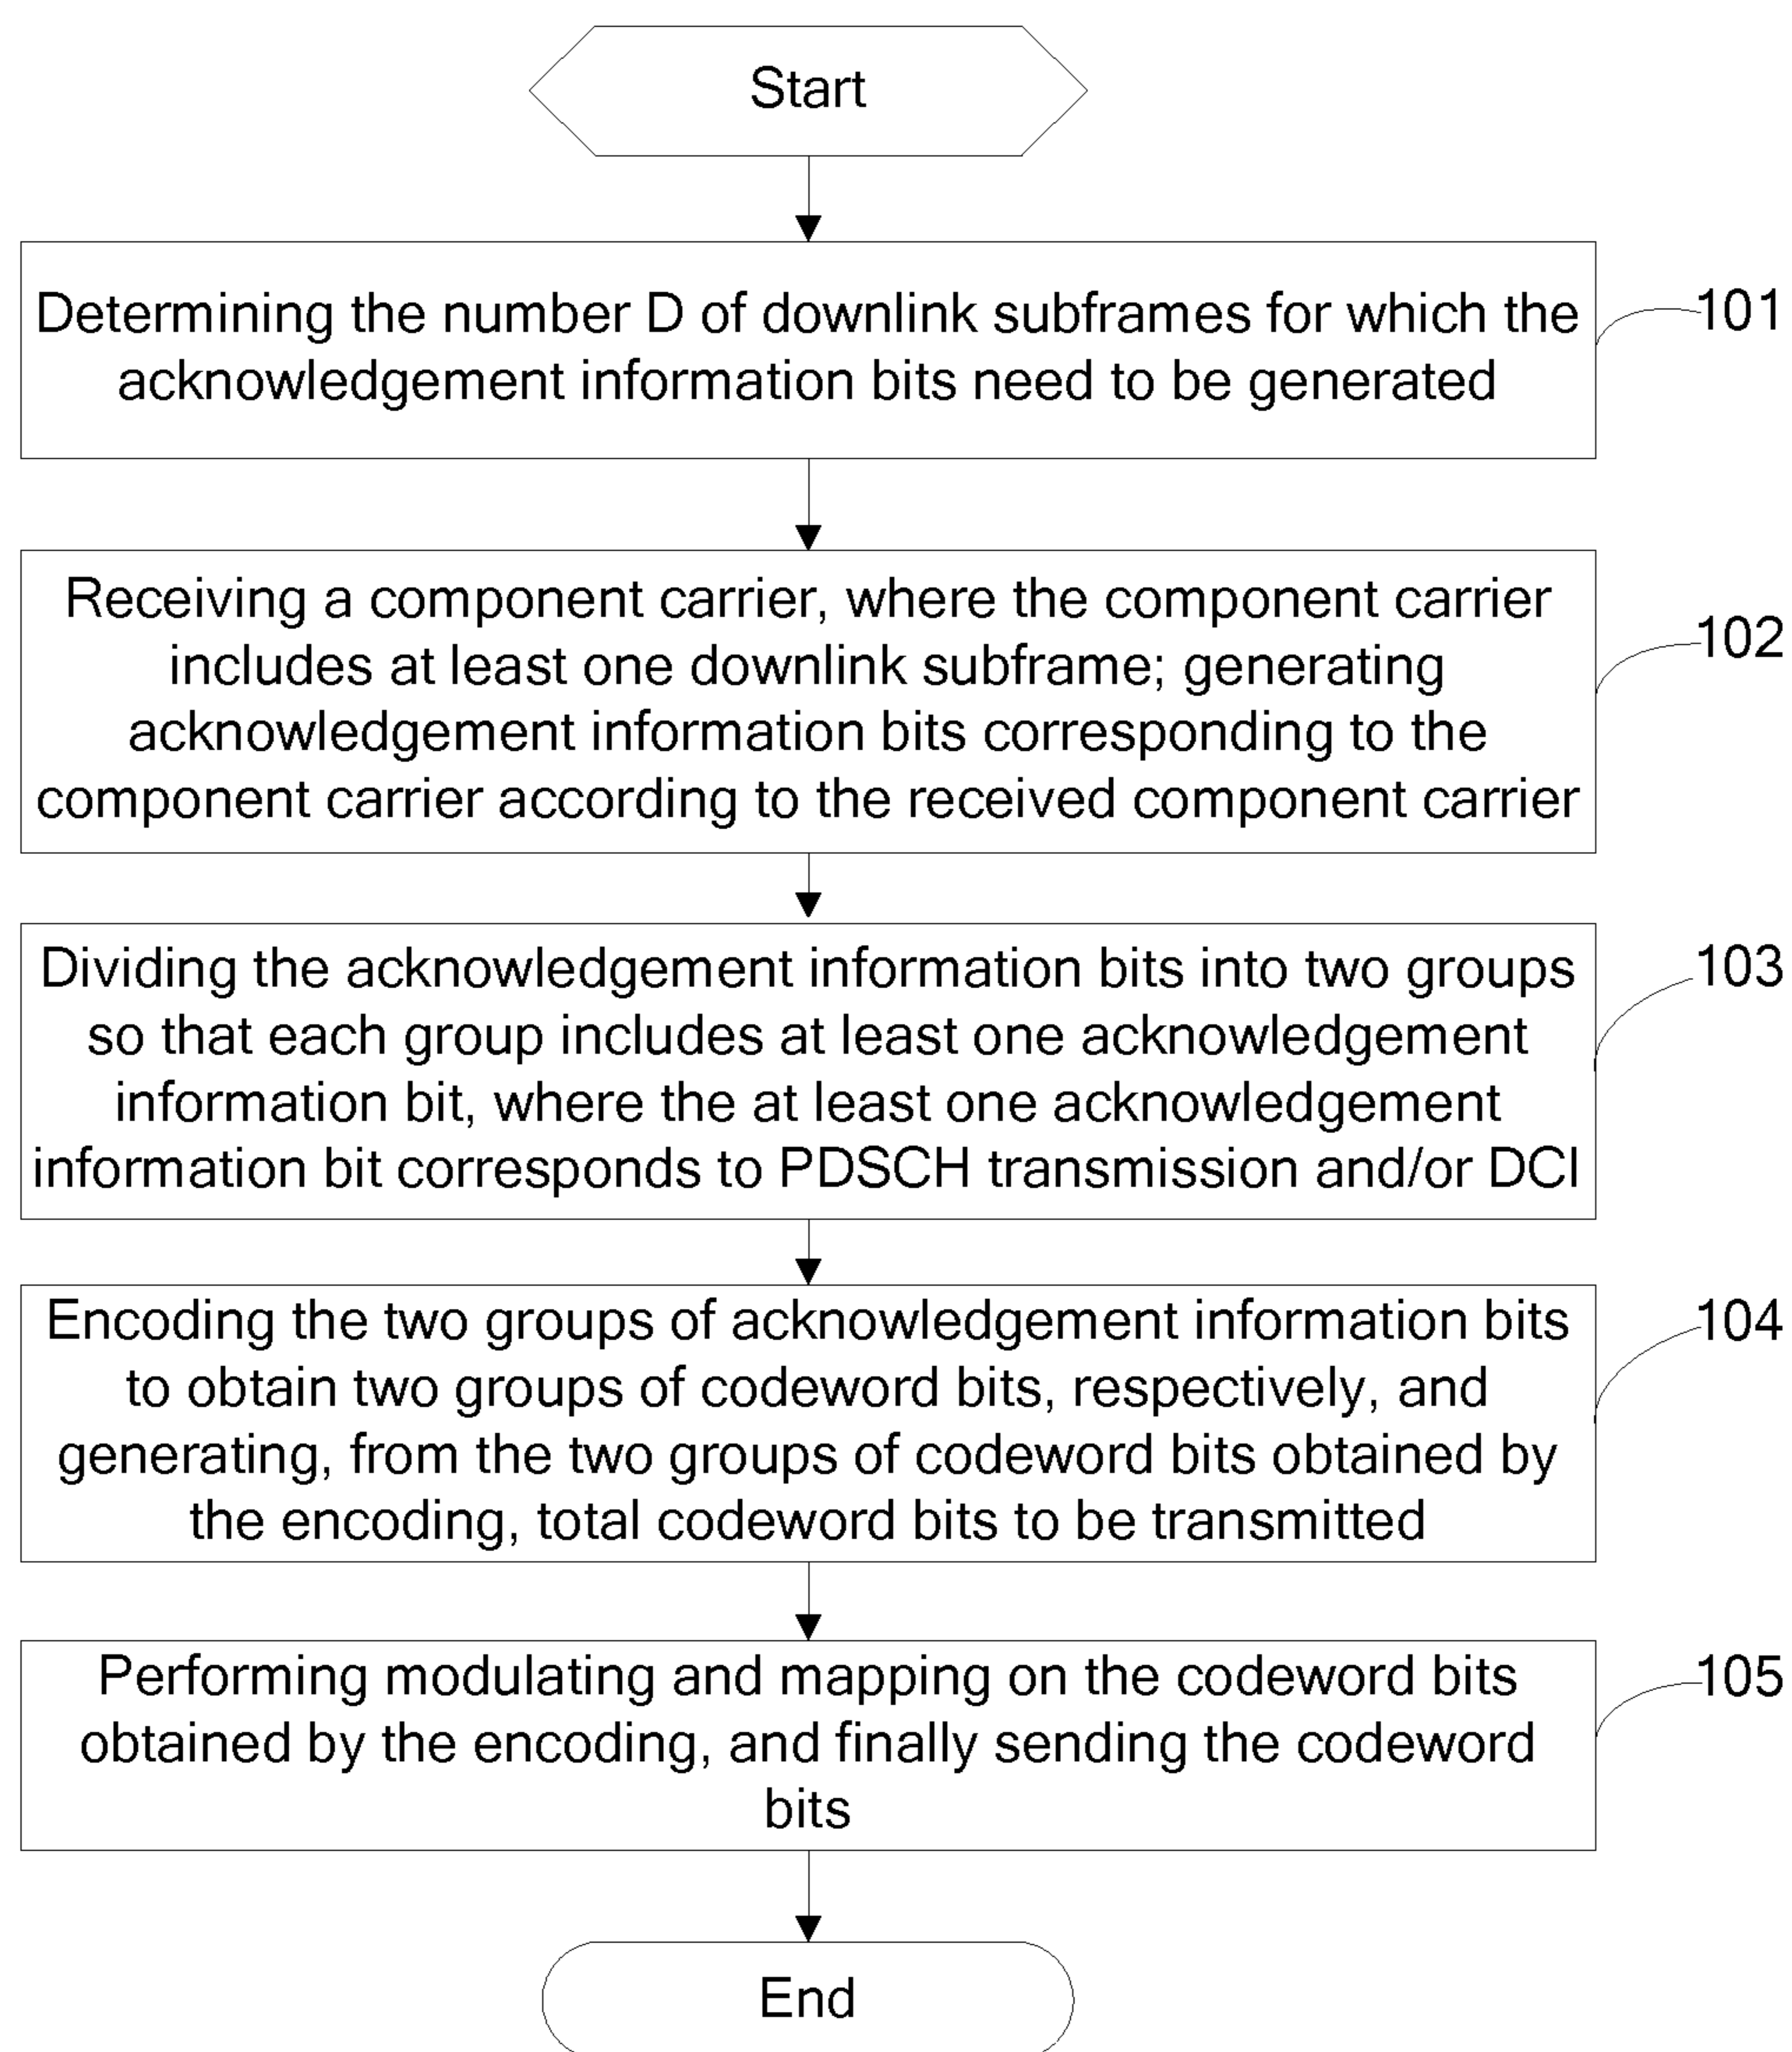 Start
Determining the number D of downlink subframes for which the
acknowledgement information bits need to be generated
101
Receiving a component carrier, where the component carrier
includes at least one downlink subframe; generating
acknowledgement information bits corresponding to the
component carrier according to the received component carrier
102
Dividing the acknowledgement information bits into two groups
so that each group includes at least one acknowledgement
information bit, where the at least one acknowledgement
information bit corresponds to PDSCH transmission and/or DCI
103
Encoding the two groups of acknowledgement information bits
to obtain two groups of codeword bits, respectively, and
generating, from the two groups of codeword bits obtained by
the encoding, total codeword bits to be transmitted
104
Performing modulating and mapping on the codeword bits
obtained by the encoding, and finally sending the codeword
bits
105
End